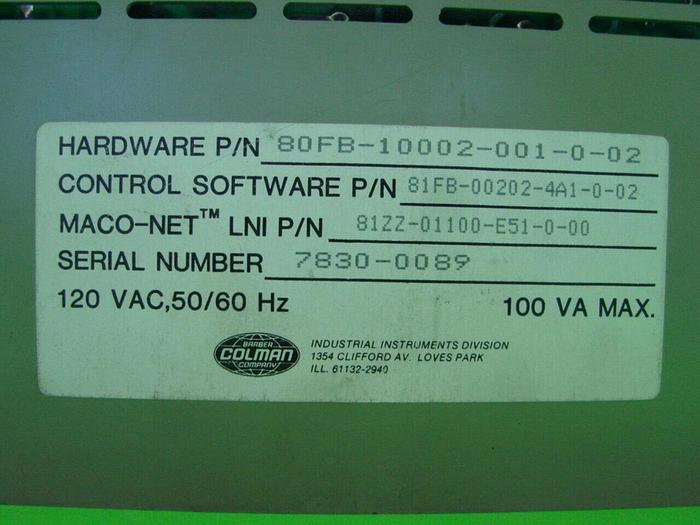 HARDWARE P/N 80FB-10002-001-0-02
CONTROL SOFTWARE P/N 81FB-00202-4A1-0-02
MACO-NET™ LNI P/N 81ZZ-01100-E51-0-00
SERIAL NUMBER 7830-0089
120 VAC,50/60 Hz 100 VA MAX.
BARBER
COLMAN
COMPANY
INDUSTRIAL INSTRUMENTS DIVISION
1354 CLIFFORD AV. LOVES PARK
ILL. 61132-2940